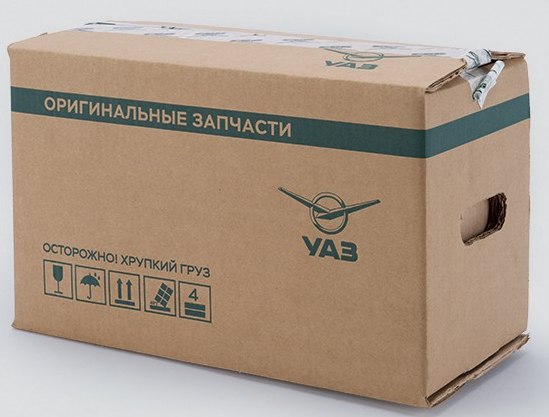 УАЗ
ОРИГИНАЛЬНЫЕ ЗАПЧАСТИ
УАЗ
ОСТОРОЖНО! ХРУПКИЙ ГРУЗ
4